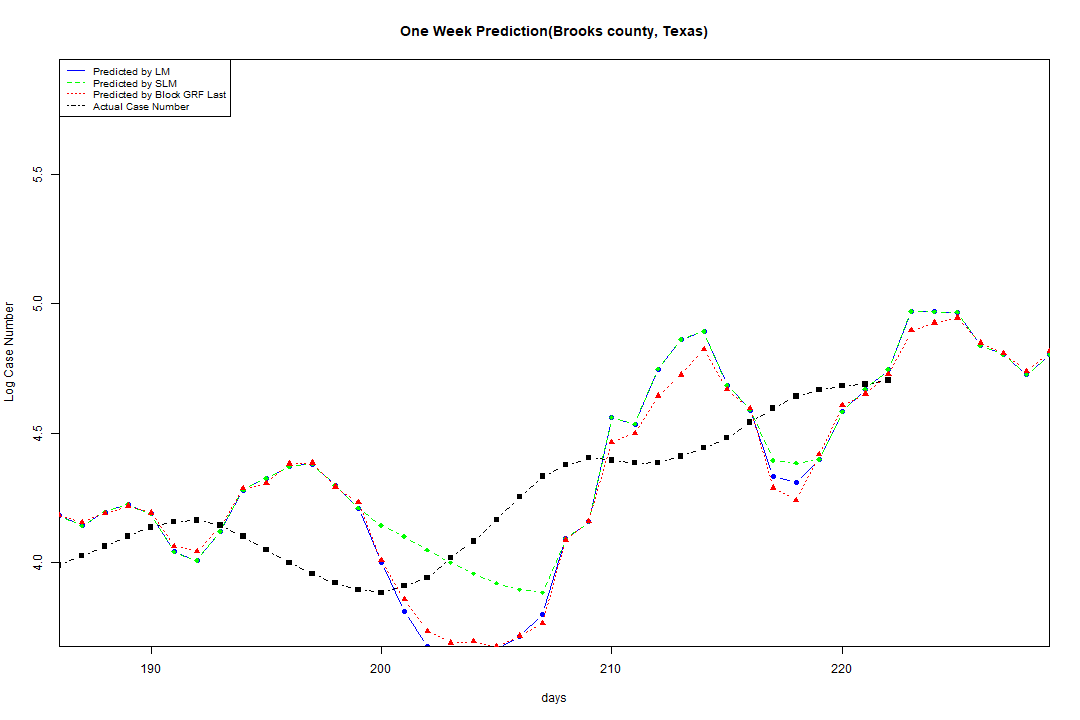 One Week Prediction(Brooks county, Texas)
Predicted by LM
Predicted by SLM
Predicted by Block GRF Last
Actual Case Number
5.5
5.0
4.5
4.0
Log Case Number
190 200 210 220
days